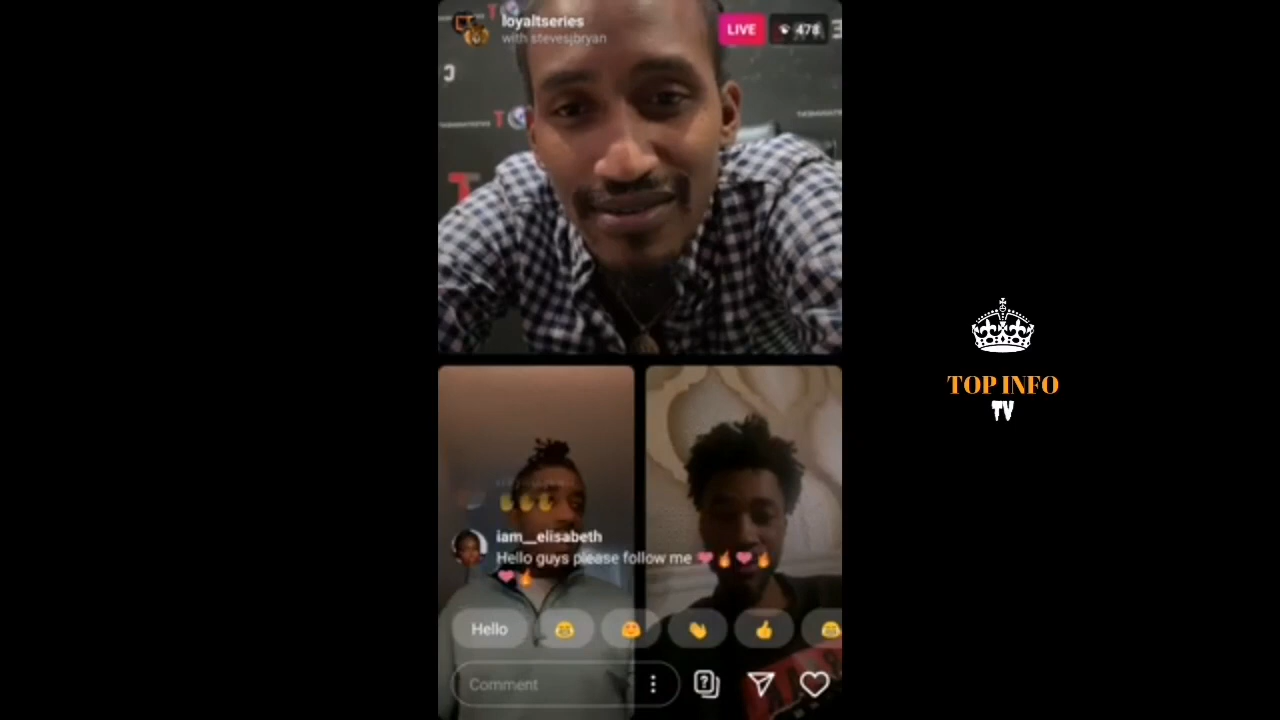 loyaltseries
with stevesjbryan
LIVE
478
iam__elisabeth
Hello guys please follow me ❤️🔥❤️🔥
❤️🔥
Hello
Comment
TOP INFO
TV